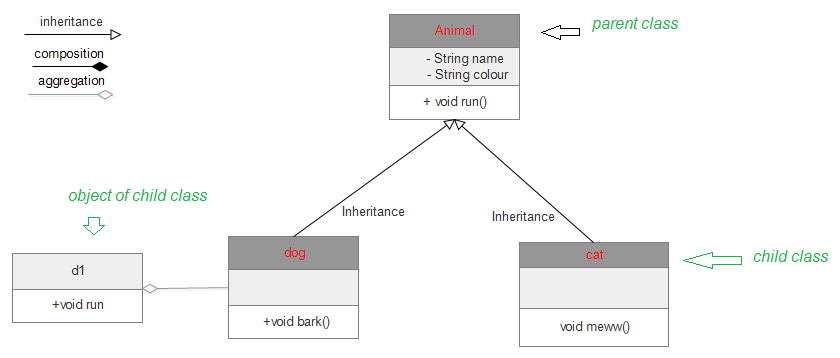 inheritance
composition
aggregation
Animal
- String name
- String colour
+ void run()
parent class
Inheritance
Inheritance
object of child class
d1
+void run
dog
+void bark()
cat
void meww()
child class